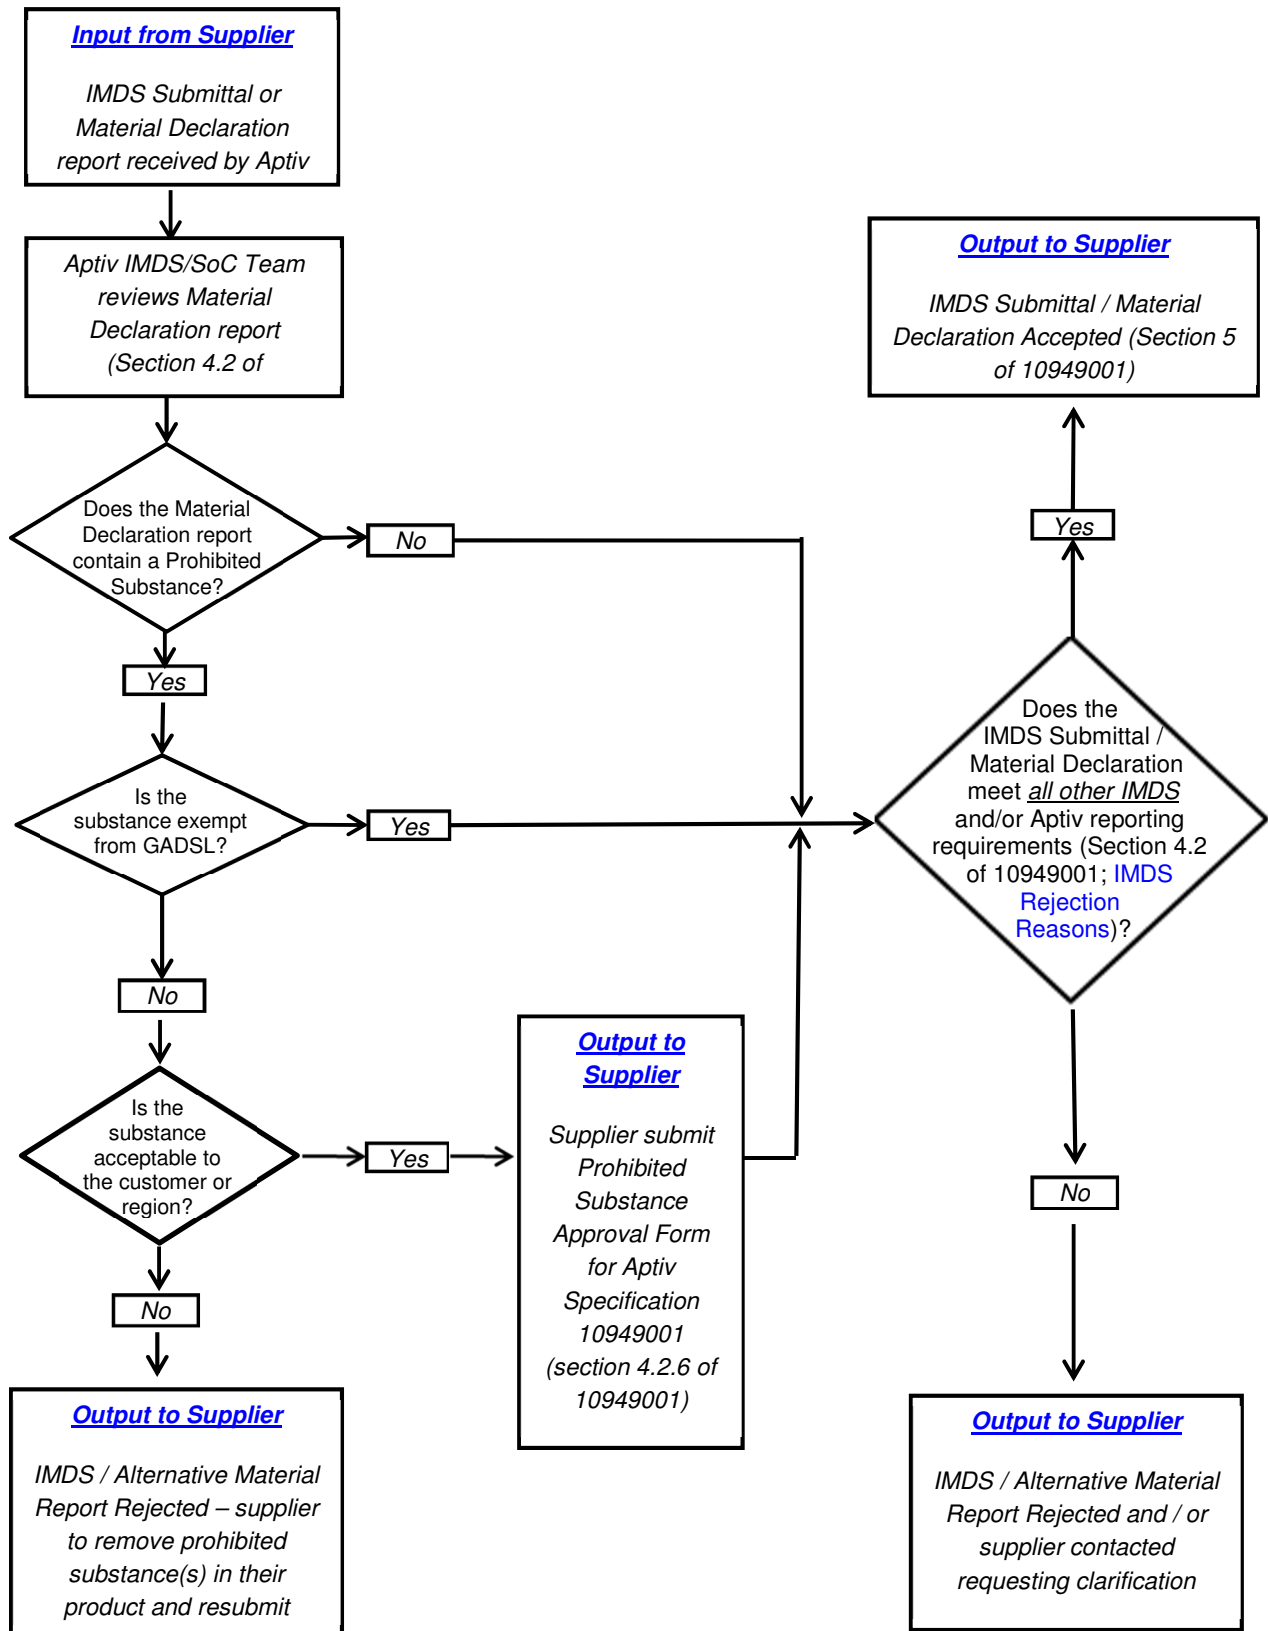 Input from Supplier
IMDS Submittal or
Material Declaration
report received by Aptiv
Aptiv IMDS/SoC Team
reviews Material
Declaration report
(Section 4.2 of
Does the Material
Declaration report
contain a Prohibited
Substance?
No
Yes
Is the
substance exempt
from GADSL?
Yes
No
Is the
substance
acceptable to
the customer or
region?
Yes
No
Output to Supplier
IMDS / Alternative Material
Report Rejected – supplier
to remove prohibited
substance(s) in their
product and resubmit
Output to
Supplier
Supplier submit
Prohibited
Substance
Approval Form
for Aptiv
Specification
10949001
(section 4.2.6 of
10949001)
Output to Supplier
IMDS Submittal / Material
Declaration Accepted (Section 5
of 10949001)
Yes
Does the
IMDS Submittal /
Material Declaration
meet all other IMDS
and/or Aptiv reporting
requirements (Section 4.2
of 10949001; IMDS
Rejection
Reasons)?
No
Output to Supplier
IMDS / Alternative Material
Report Rejected and / or
supplier contacted
requesting clarification